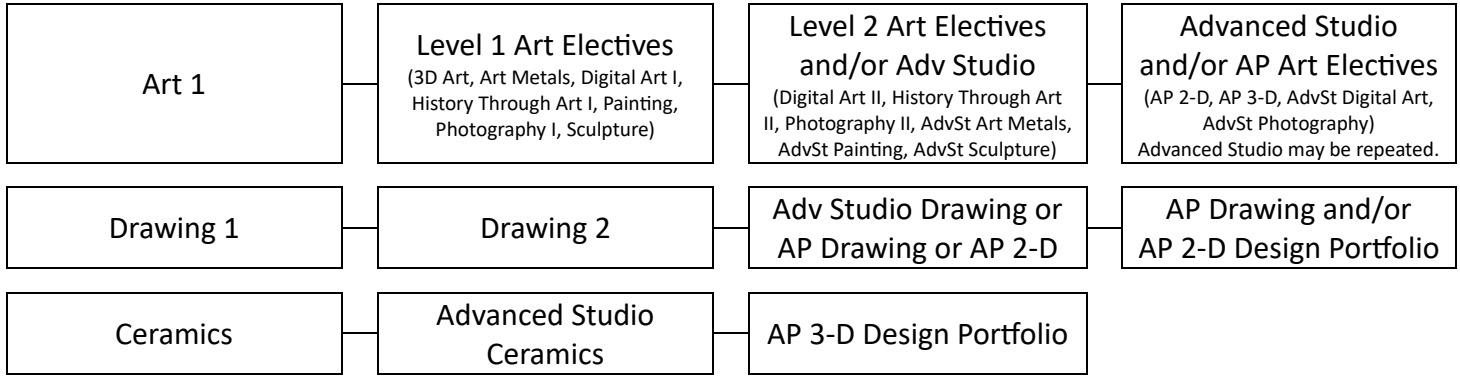 Art 1
Level 1 Art Electives
(3D Art, Art Metals, Digital Art I,
History Through Art I, Painting,
Photography I, Sculpture)
Level 2 Art Electives
and/or Adv Studio
(Digital Art II, History Through Art
II, Photography II, AdvSt Art Metals,
AdvSt Painting, AdvSt Sculpture)
Advanced Studio
and/or AP Art Electives
(AP 2-D, AP 3-D, AdvSt Digital Art,
AdvSt Photography)
Advanced Studio may be repeated.
Drawing 1
Drawing 2
Adv Studio Drawing or
AP Drawing or AP 2-D
AP Drawing and/or
AP 2-D Design Portfolio
Ceramics
Advanced Studio
Ceramics
AP 3-D Design Portfolio